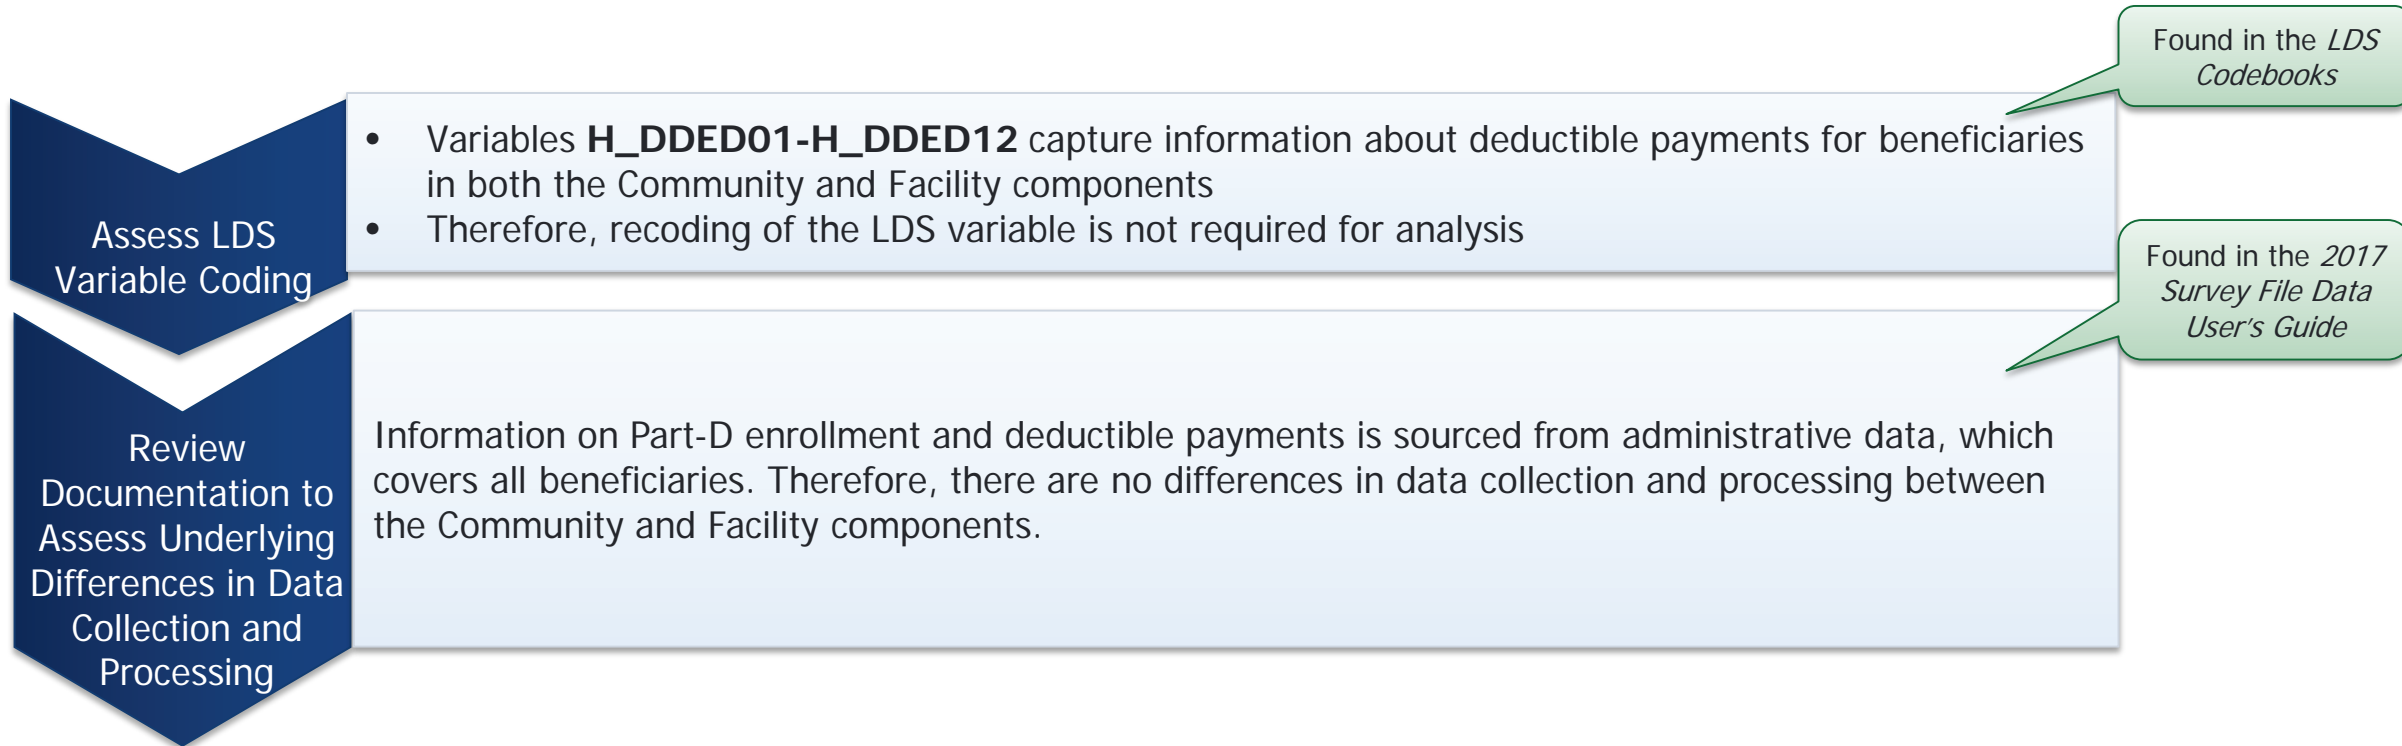 Found in the LDS
Codebooks
Assess LDS
Variable Coding
• Variables H_DDED01-H_DDED12 capture information about deductible payments for beneficiaries
in both the Community and Facility components
• Therefore, recoding of the LDS variable is not required for analysis
Found in the 2017
Survey File Data
User's Guide
Review
Documentation to
Assess Underlying
Differences in Data
Collection and
Processing
Information on Part-D enrollment and deductible payments is sourced from administrative data, which
covers all beneficiaries. Therefore, there are no differences in data collection and processing between
the Community and Facility components.